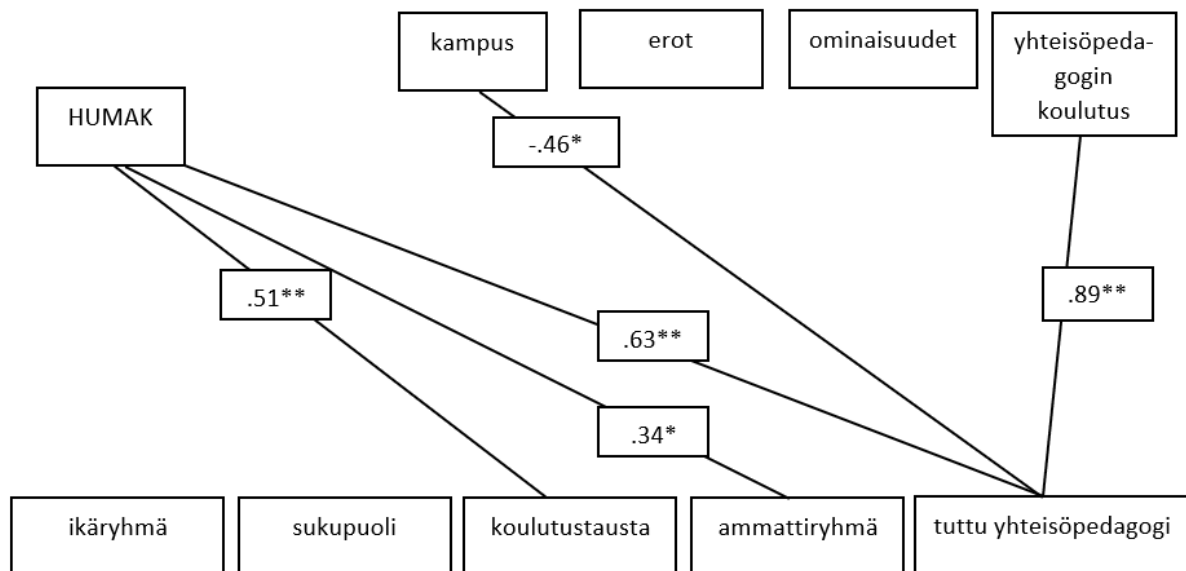 kampus
erot
ominaisuudet
yhteisöpeda-
gogin
koulutus
HUMAK
-.46*
.51**
.89**
.63**
.34*
ikäryhmä
sukupuoli
koulutustausta
ammattiryhmä
tuttu yhteisöpedagogi